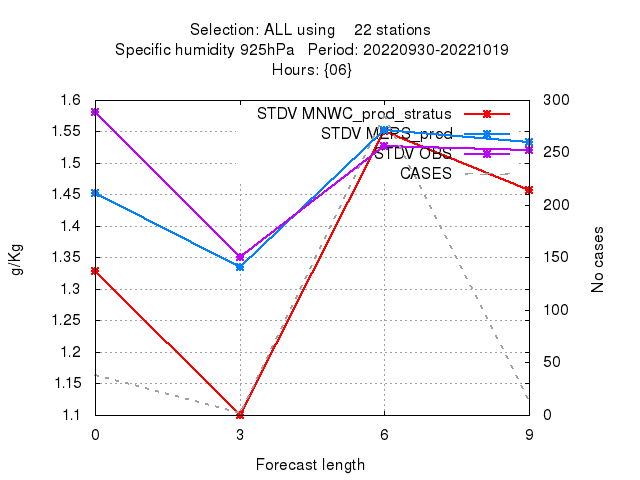 Selection: ALL using    22 stations
Specific humidity 925hPa   Period: 20220930-20221019
Hours: {06}
STDV MNWC_prod_stratus
STDV MEPS_prod
STDV OBS
CASES
1.6
1.55
1.5
1.45
1.4
1.35
1.3
1.25
1.2
1.15
1.1
300
250
200
150
100
50
0
g/Kg
No cases
0 3 6 9
Forecast length